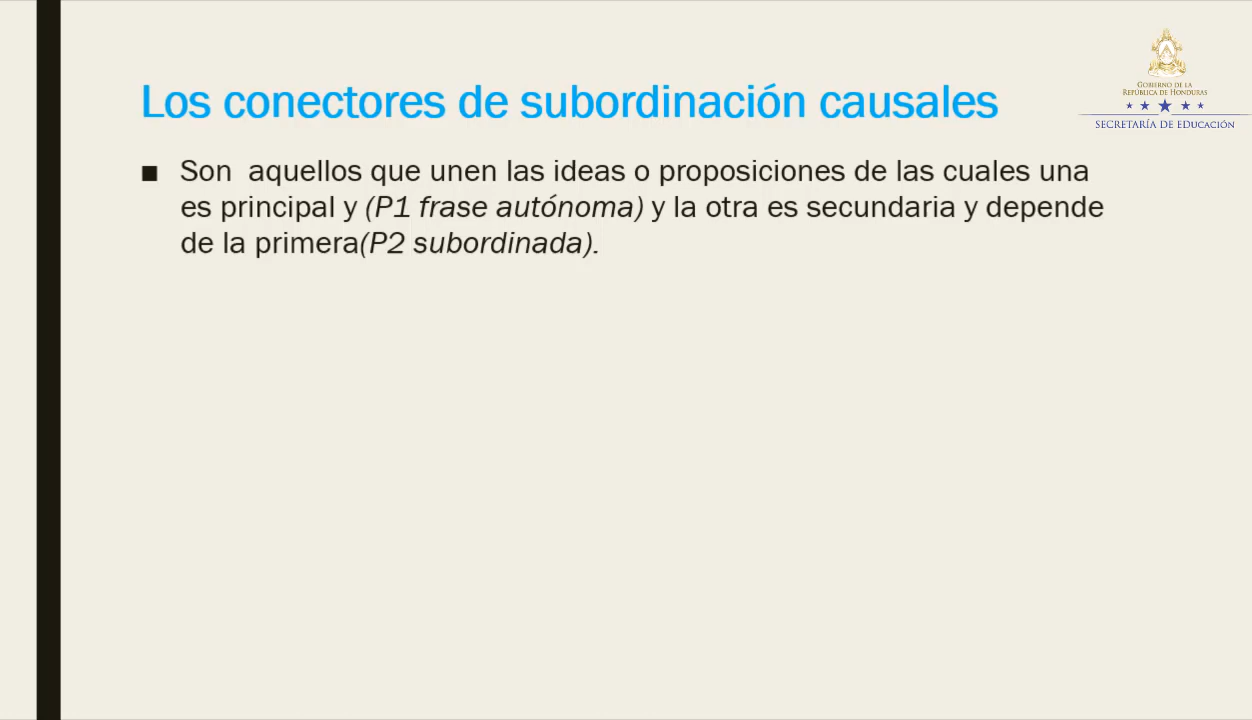 Los conectores de subordinación causales
GOBIERNO DE LA
REPÚBLICA DE HONDURAS
SECRETARÍA DE EDUCACIÓN
■ Son  aquellos que unen las ideas o proposiciones de las cuales una
es principal y (P1 frase autónoma) y la otra es secundaria y depende
de la primera(P2 subordinada).